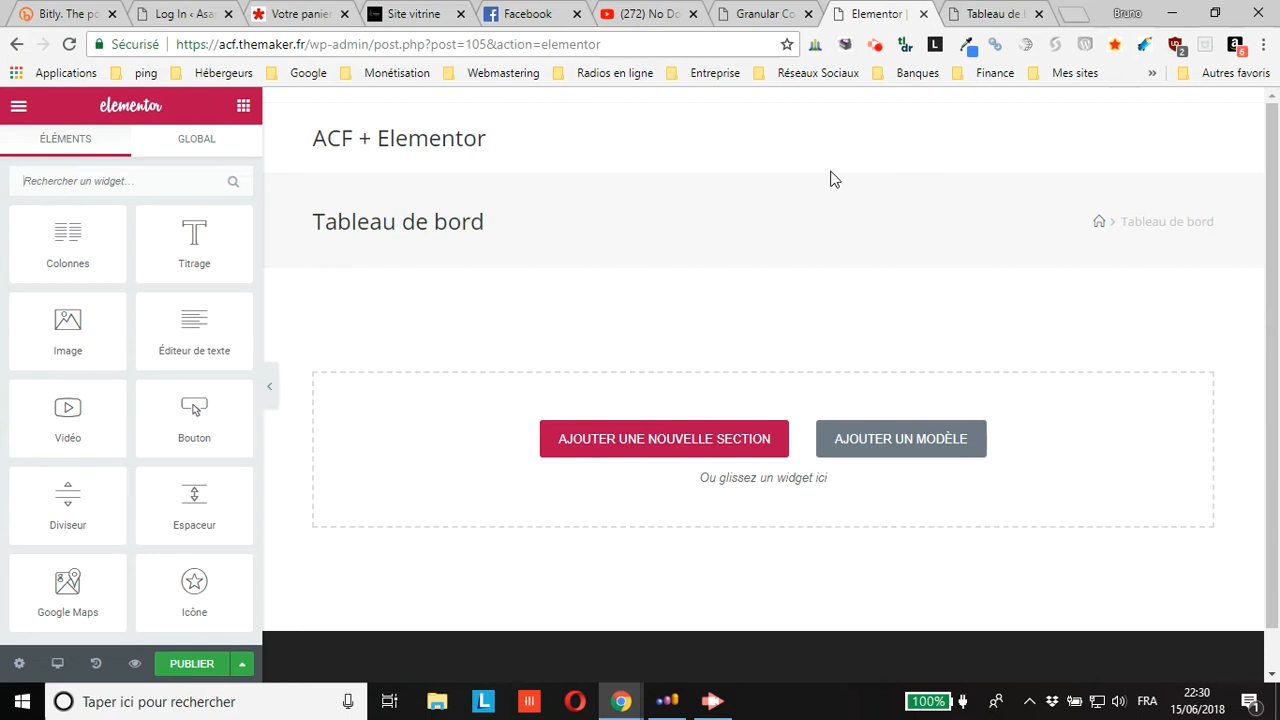 Bitly. The po
Log In ‹ Asar
Votre panier
Site vitrine
Facebook
(272) No Do
Granular Co
Elementor |
Tableau de b
Bruno
Sécurisé
https://acf.themaker.fr/wp-admin/post.php?post=105&action=elementor
Applications
ping
Hébergeurs
Google
Monétisation
Webmastering
Radios en ligne
Entreprise
Réseaux Sociaux
Banques
Finance
Mes sites
»
Autres favoris
elementor
ÉLÉMENTS
GLOBAL
Rechercher un widget...
Colonnes
Titrage
Image
Éditeur de texte
Vidéo
Bouton
Diviseur
Espaceur
Google Maps
Icône
PUBLIER
ACF + Elementor
Tableau de bord
Tableau de bord
AJOUTER UNE NOUVELLE SECTION
AJOUTER UN MODÈLE
Ou glissez un widget ici
Taper ici pour rechercher
100%
FRA
22:30
15/06/2018